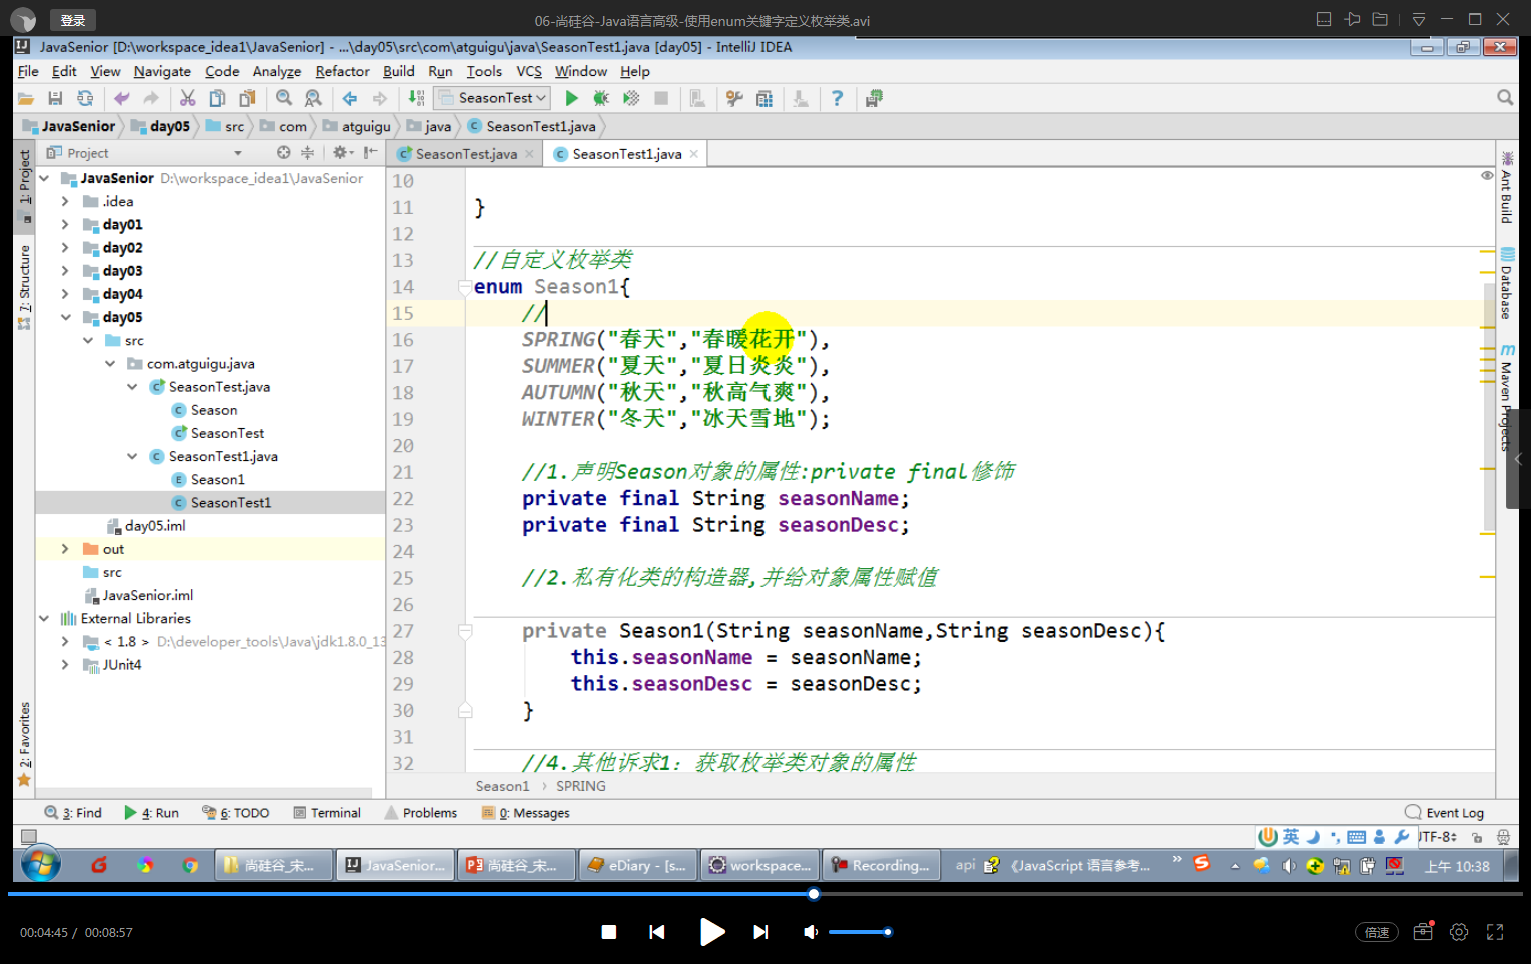 登录
06-尚硅谷-Java语言高级-使用enum关键字定义枚举类.avi
JavaSenior [D:\workspace_idea1\JavaSenior] - ...\day05\src\com\atguigu\java\SeasonTest1.java [day05] - IntelliJ IDEA
File Edit View Navigate Code Analyze Refactor Build Run Tools VCS Window Help
SeasonTest
JavaSenior day05 src com atguigu java SeasonTest1.java
Project
SeasonTest.java
SeasonTest1.java
1: Project
7: Structure
2: Favorites
JavaSenior D:\workspace_idea1\JavaSenior
.idea
day01
day02
day03
day04
day05
src
com.atguigu.java
SeasonTest.java
Season
SeasonTest
SeasonTest1.java
Season1
SeasonTest1
day05.iml
out
src
JavaSenior.iml
External Libraries
< 1.8 > D:\developer_tools\Java\jdk1.8.0_13
JUnit4
10
11 }
12
13 //自定义枚举类
14 enum Season1{
15 //
16 SPRING("春天","春暖花开"),
17 SUMMER("夏天","夏日炎炎"),
18 AUTUMN("秋天","秋高气爽"),
19 WINTER("冬天","冰天雪地");
20
21 //1.声明Season对象的属性:private final修饰
22 private final String seasonName;
23 private final String seasonDesc;
24
25 //2.私有化类的构造器,并给对象属性赋值
26
27 private Season1(String seasonName,String seasonDesc){
28 this.seasonName = seasonName;
29 this.seasonDesc = seasonDesc;
30 }
31
32 //4.其他诉求1: 获取枚举类对象的属性
Season1 › SPRING
Ant Build
Database
Maven Projects
3: Find 4: Run 6: TODO Terminal Problems 0: Messages Event Log
英
UTF-8
尚硅谷_宋...
JavaSenior...
尚硅谷_宋...
eDiary - [s...
workspace...
Recording...
api
《JavaScript 语言参考...
上午 10:38
00:04:45 / 00:08:57
倍速